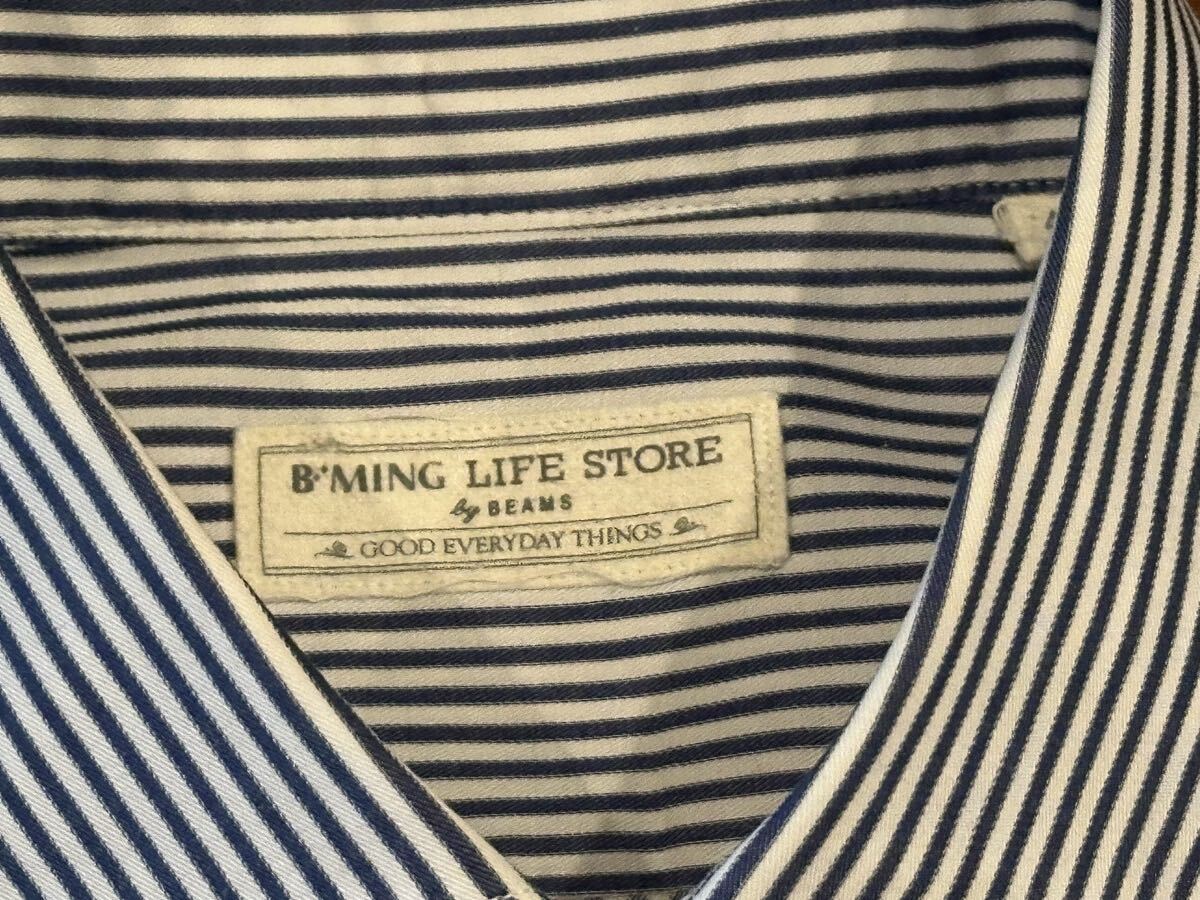 B·'MING LIFE STORE
by BEAMS
GOOD EVERYDAY THINGS